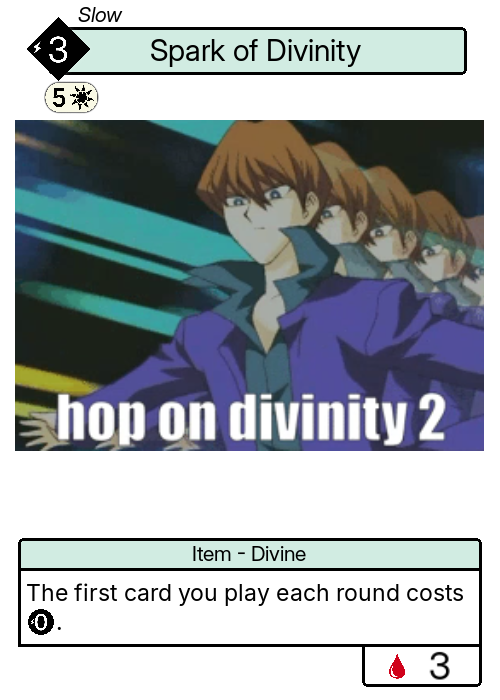 Slow
3
Spark of Divinity
5
hop on divinity 2
Item - Divine
The first card you play each round costs
0.
3